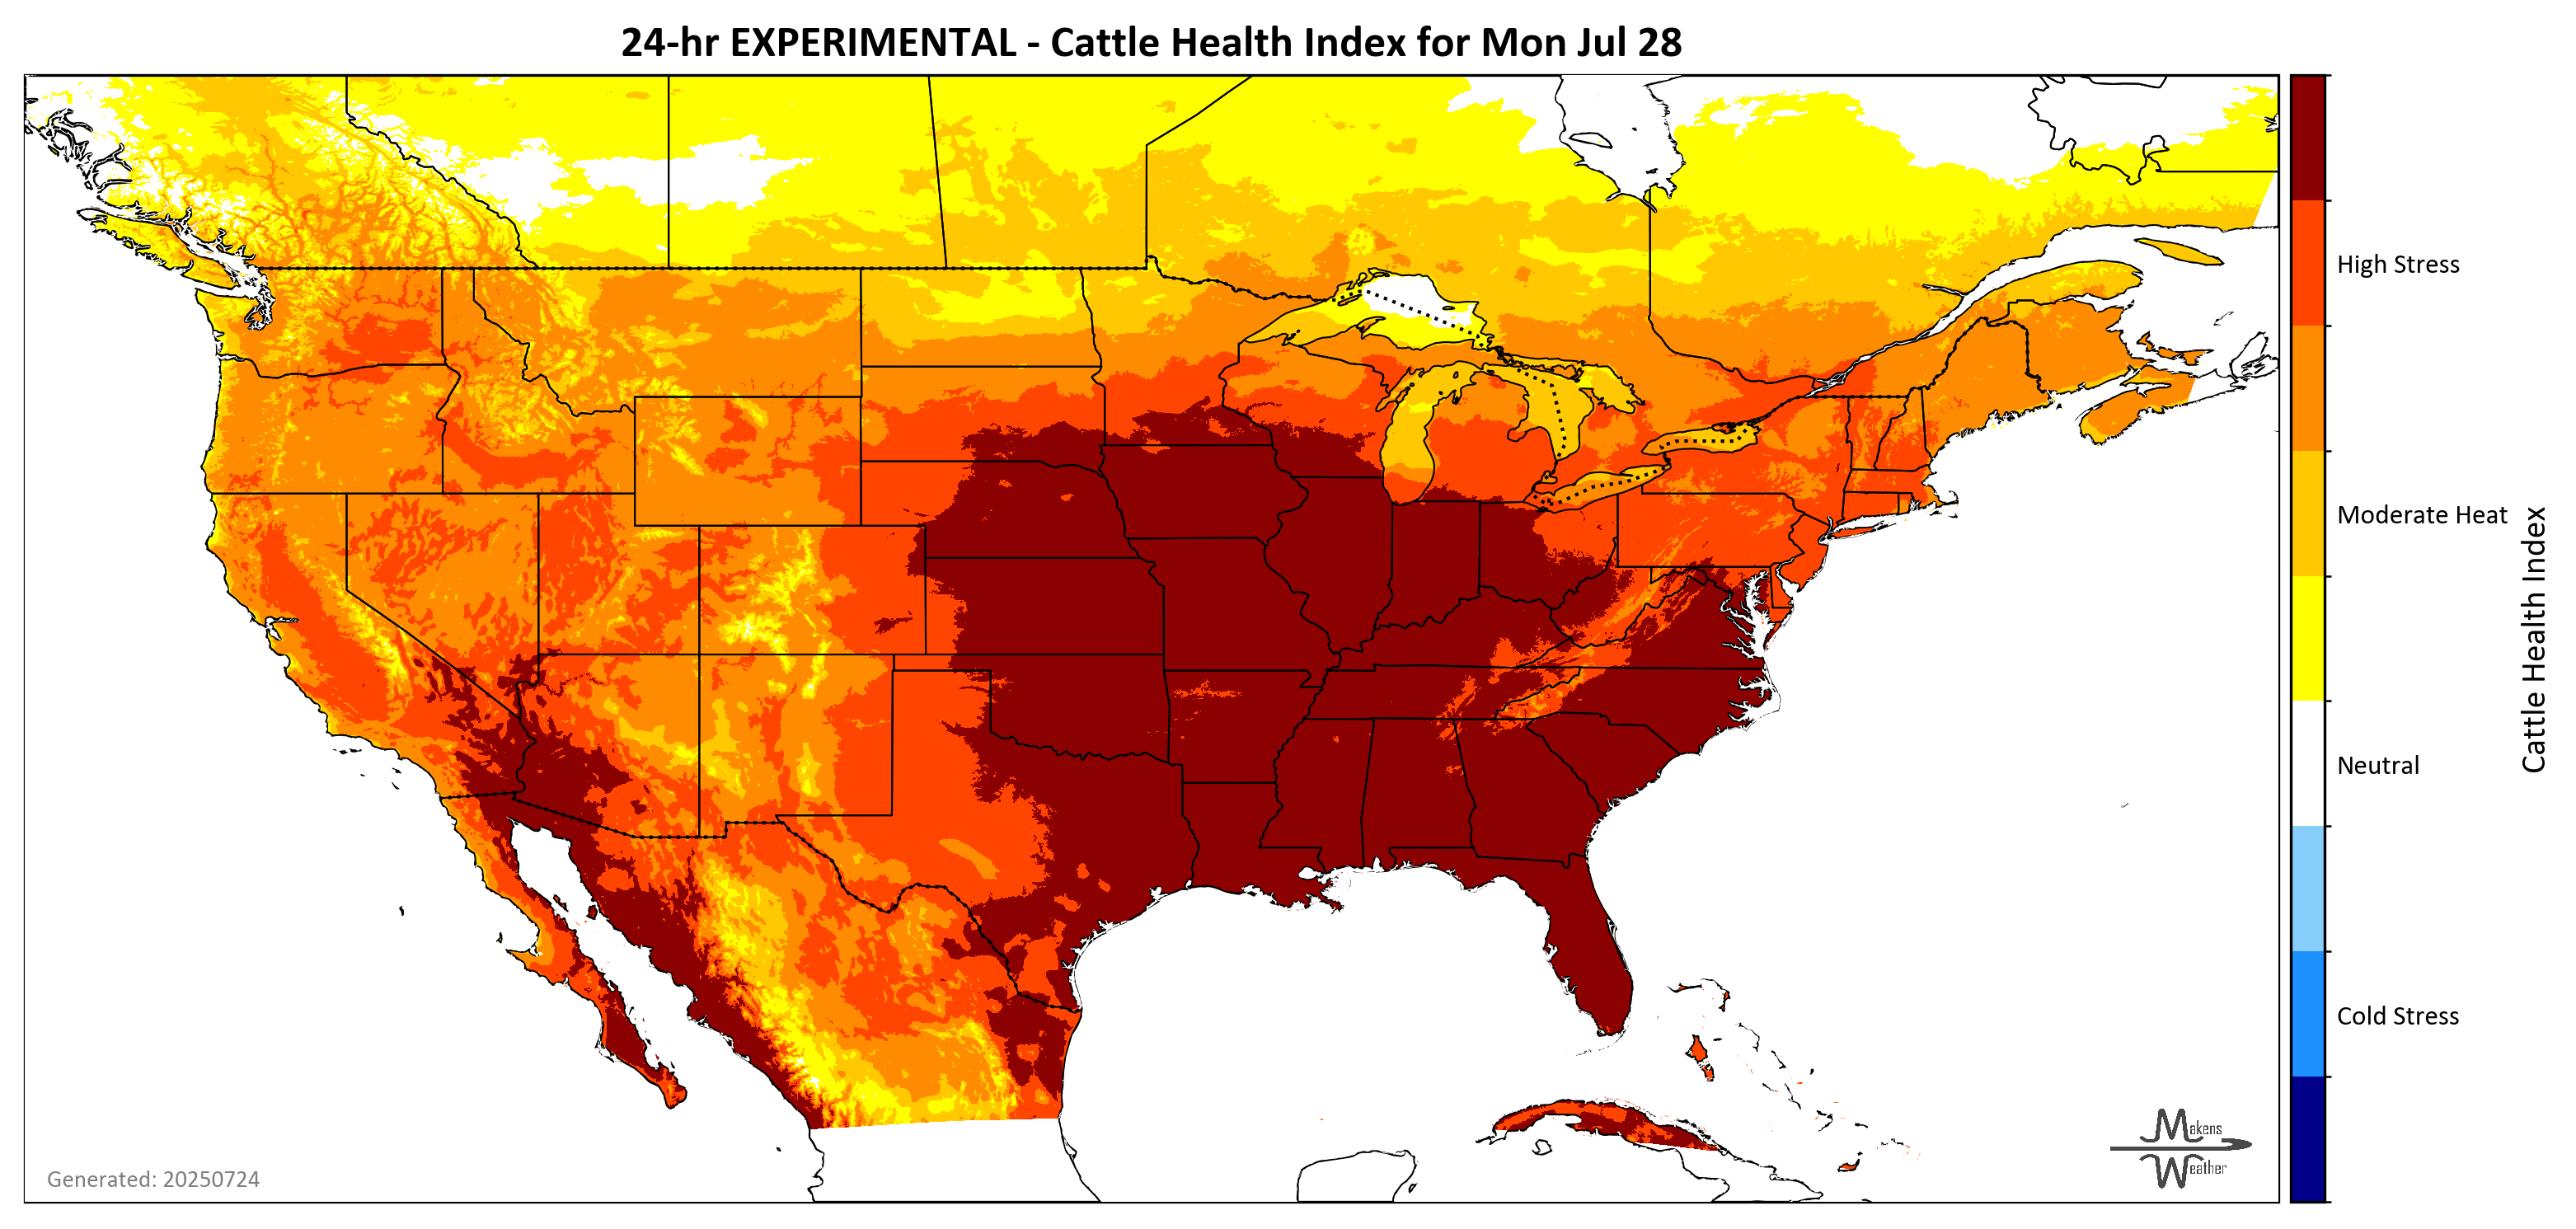 24-hr EXPERIMENTAL - Cattle Health Index for Mon Jul 28
High Stress
Moderate Heat
Neutral
Cold Stress
Cattle Health Index
Generated: 20250724
Makens
Weather